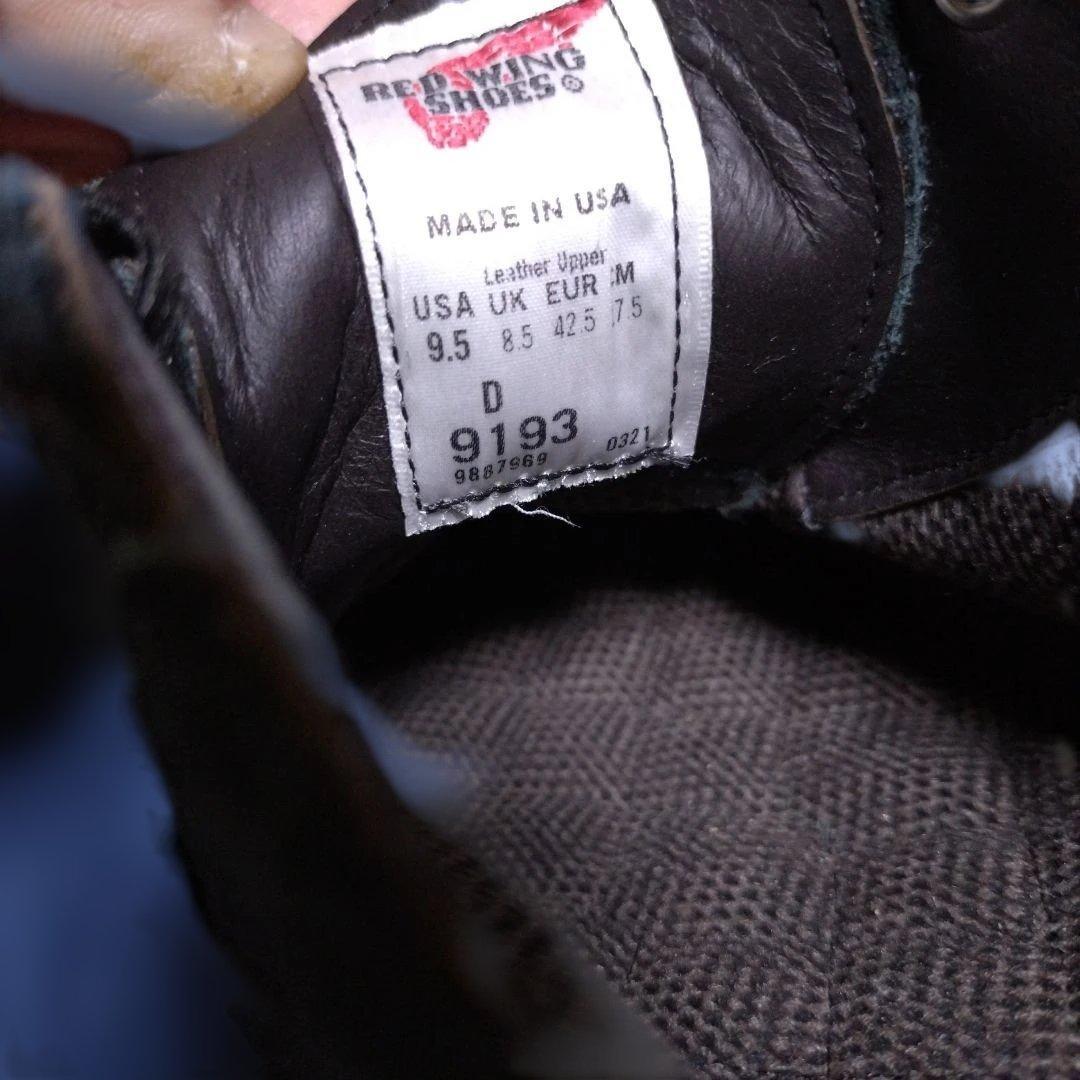 RED WING
SHOES®
MADE IN USA
Leather Upper
USA UK EUR CM
9.5 8.5 42.5 7.5
D
9193
9887969 0321